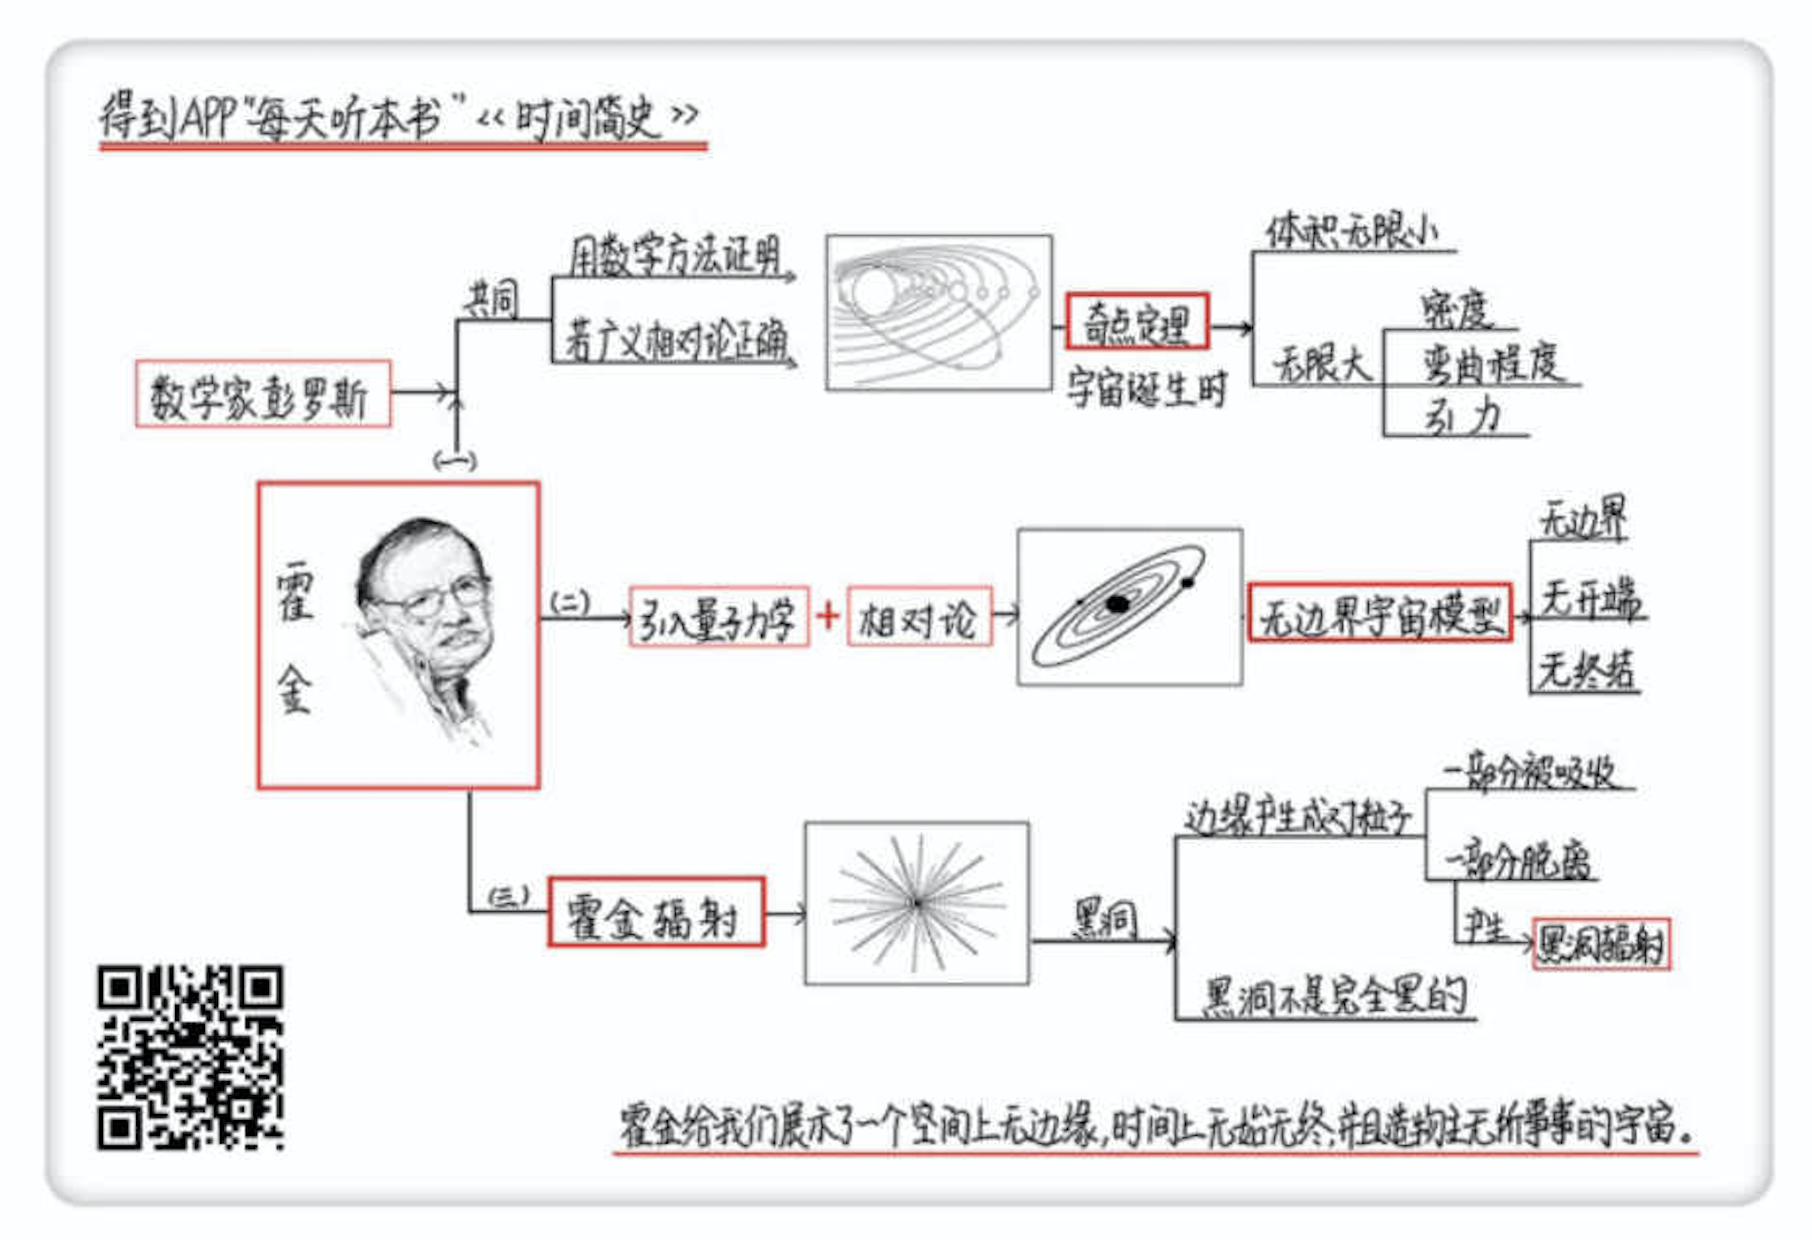 得到APP“每天听本书”《时间简史》
数学家彭罗斯
共同
用数学方法证明
若广义相对论正确
奇点定理
宇宙诞生时
体积无限小
无限大
密度
弯曲程度
引力
(一)
霍金
(二)
引入量子力学
+
相对论
无边界宇宙模型
无边界
无开端
无终结
(三)
霍金辐射
黑洞
边缘产生成对粒子
一部分被吸收
一部分脱离
产生
黑洞辐射
黑洞不是完全黑的
霍金给我们展示了一个空间上无边缘,时间上无始无终,并且造物主无所事事的宇宙。